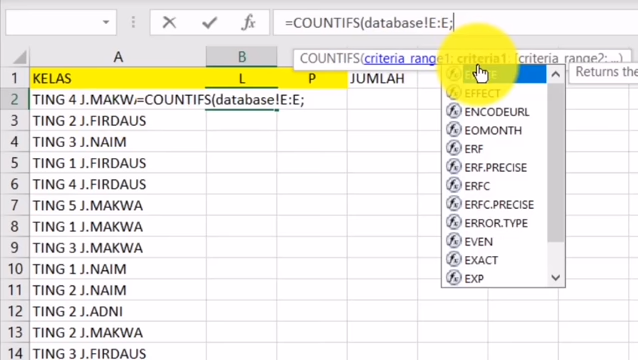 =COUNTIFS(database!E:E;
COUNTIFS(criteria_range1; criteria1; [criteria_range2; ...)
Returns the
A B
1 KELAS L P JUMLAH
2 TING 4 J.MAKWA =COUNTIFS(database!E:E;
3 TING 2 J.FIRDAUS
4 TING 3 J.NAIM
5 TING 1 J.FIRDAUS
6 TING 4 J.FIRDAUS
7 TING 5 J.MAKWA
8 TING 1 J.MAKWA
9 TING 3 J.MAKWA
10 TING 1 J.NAIM
11 TING 2 J.NAIM
12 TING 2 J.ADNI
13 TING 2 J.MAKWA
14 TING 3 J.FIRDAUS
EFFECT
ENCODEURL
EOMONTH
ERF
ERF.PRECISE
ERFC
ERFC.PRECISE
ERROR.TYPE
EVEN
EXACT
EXP